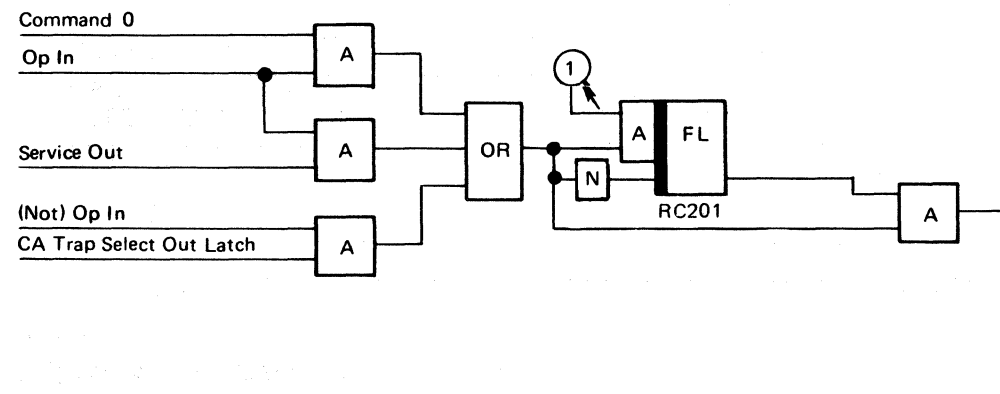 Command 0
A
Op In
1
A
FL
A
OR
Service Out
N
(Not) Op In
RC201
A
CA Trap Select Out Latch
A